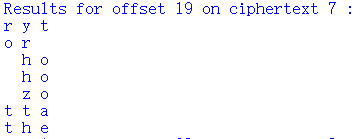 Results for offset 19 on ciphertext 7 :
r y t
o r
  h o
  h o
  z o
t t a
t h e